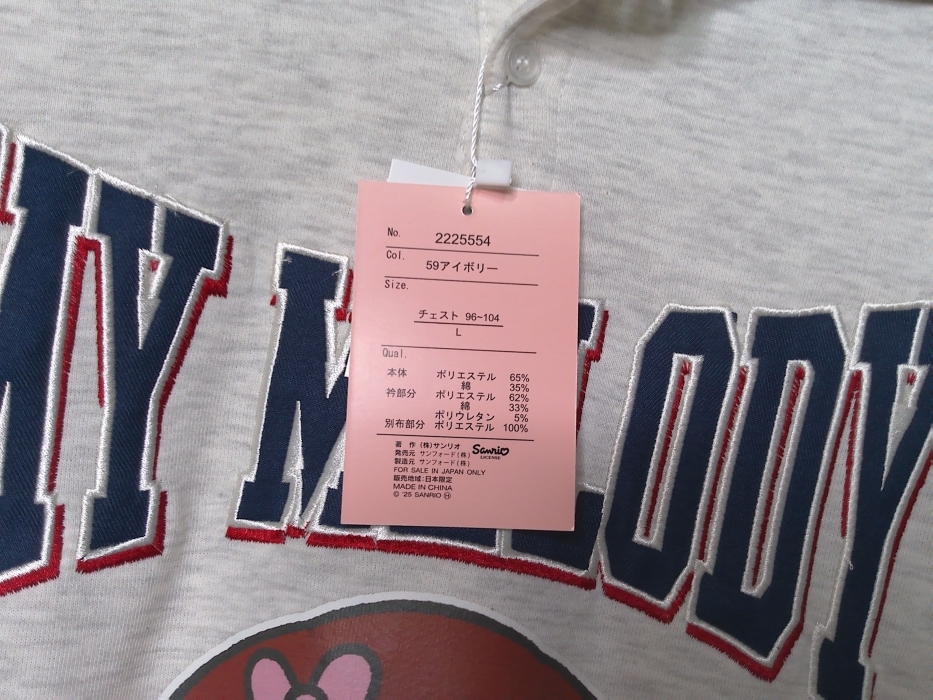 MY MELODY
No. 2225554
Col.
59アイボリー
Size.
チェスト 96~104
L
Qual.
本体 ポリエステル 65%
綿 35%
衿部分 ポリエステル 62%
綿 33%
ポリウレタン 5%
別布部分 ポリエステル 100%
著 作 (株)サンリオ
発売元 サンフォード(株)
製造元 サンフォード(株)
Sanrio
LICENSE
FOR SALE IN JAPAN ONLY
販売地域:日本限定
MADE IN CHINA
© '25 SANRIO Ⓗ